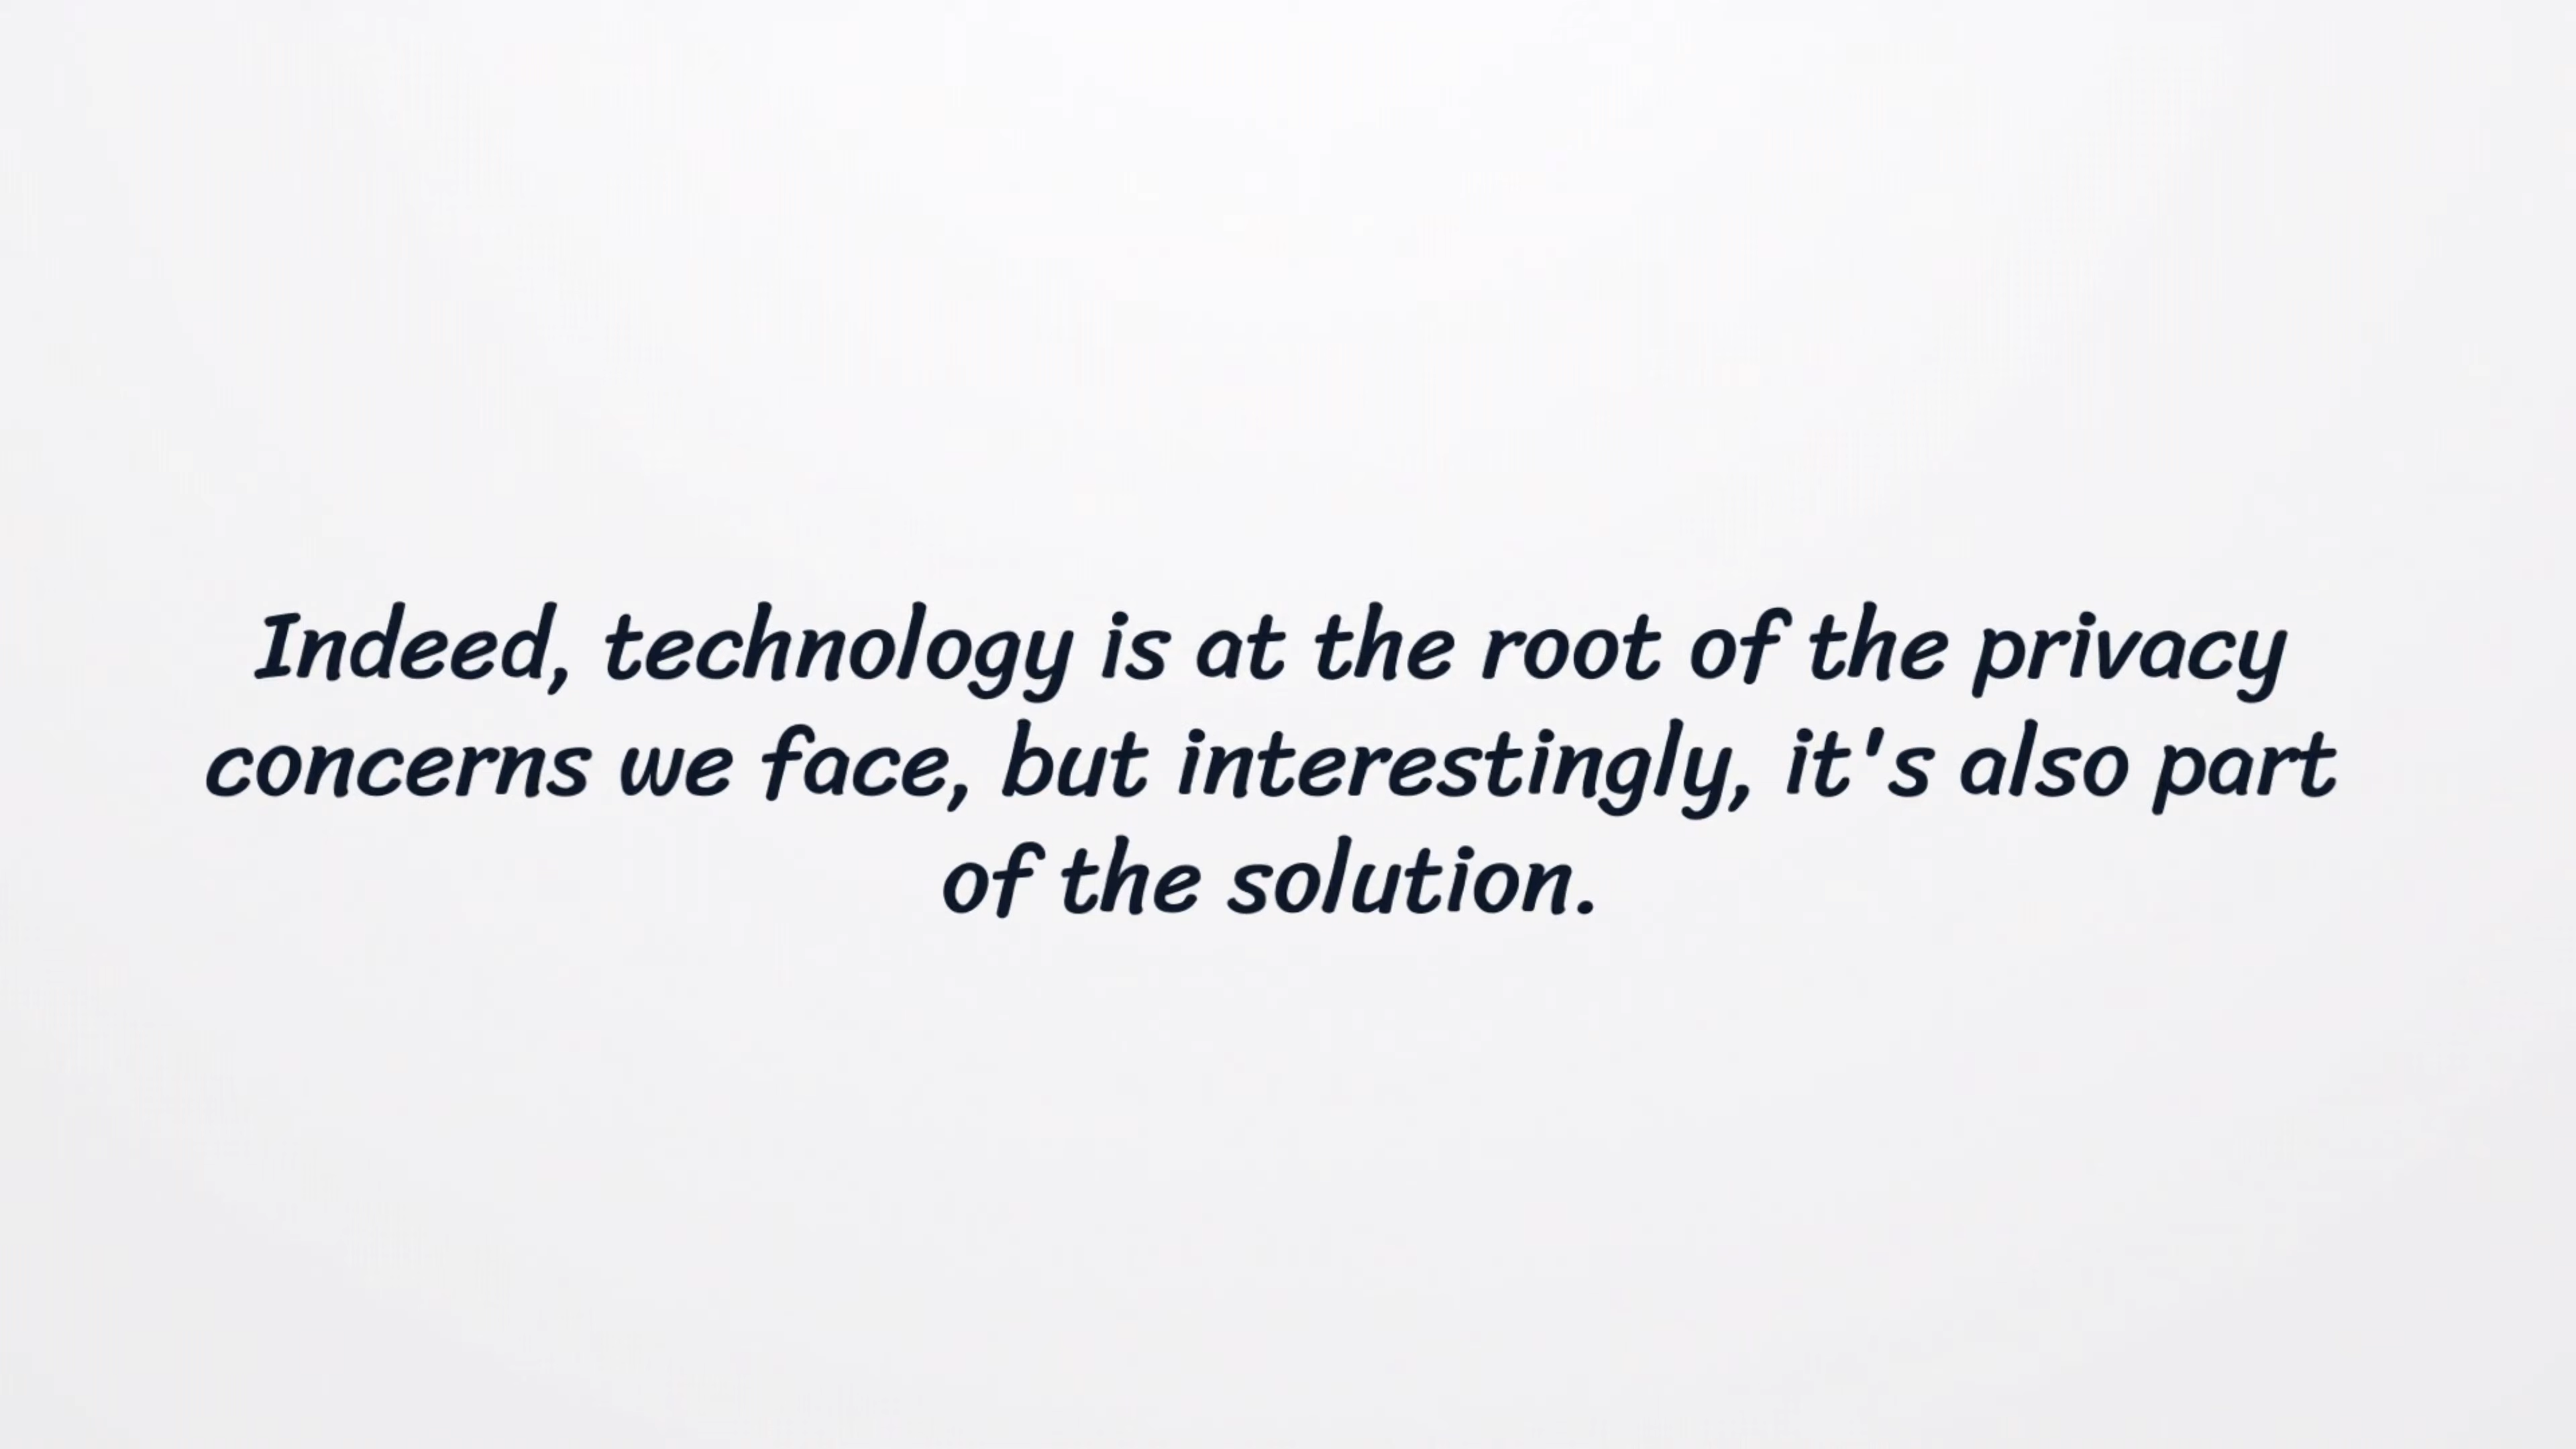 Indeed, technology is at the root of the privacy
concerns we face, but interestingly, it's also part
of the solution.